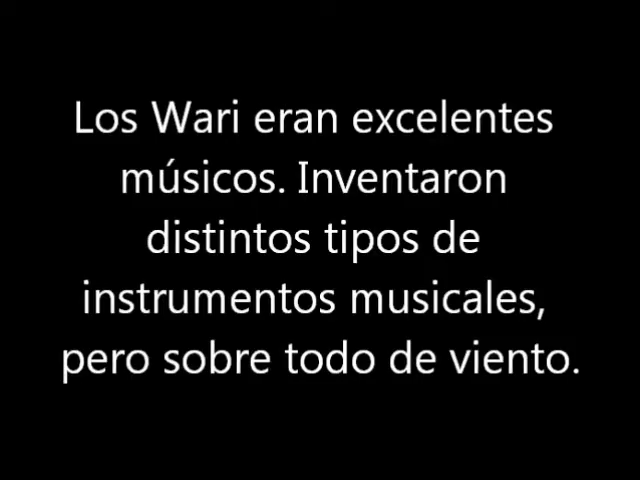 Los Wari eran excelentes
músicos. Inventaron
distintos tipos de
instrumentos musicales,
pero sobre todo de viento.